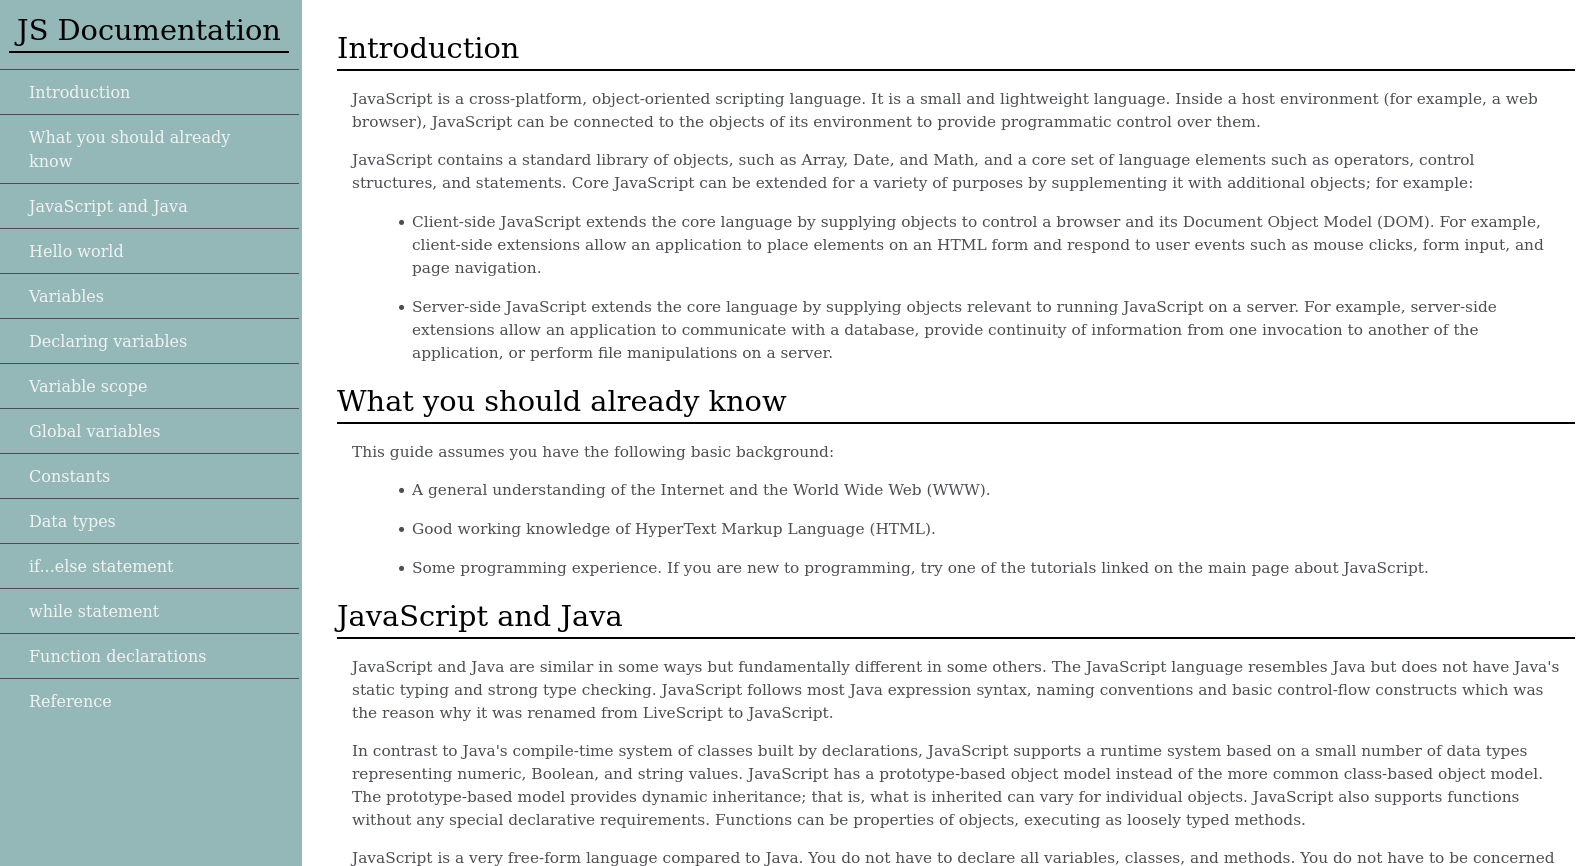 JS Documentation
Introduction
What you should already
know
JavaScript and Java
Hello world
Variables
Declaring variables
Variable scope
Global variables
Constants
Data types
if...else statement
while statement
Function declarations
Reference
Introduction
JavaScript is a cross-platform, object-oriented scripting language. It is a small and lightweight language. Inside a host environment (for example, a web
browser), JavaScript can be connected to the objects of its environment to provide programmatic control over them.
JavaScript contains a standard library of objects, such as Array, Date, and Math, and a core set of language elements such as operators, control
structures, and statements. Core JavaScript can be extended for a variety of purposes by supplementing it with additional objects; for example:
• Client-side JavaScript extends the core language by supplying objects to control a browser and its Document Object Model (DOM). For example,
client-side extensions allow an application to place elements on an HTML form and respond to user events such as mouse clicks, form input, and
page navigation.
• Server-side JavaScript extends the core language by supplying objects relevant to running JavaScript on a server. For example, server-side
extensions allow an application to communicate with a database, provide continuity of information from one invocation to another of the
application, or perform file manipulations on a server.
What you should already know
This guide assumes you have the following basic background:
• A general understanding of the Internet and the World Wide Web (WWW).
• Good working knowledge of HyperText Markup Language (HTML).
• Some programming experience. If you are new to programming, try one of the tutorials linked on the main page about JavaScript.
JavaScript and Java
JavaScript and Java are similar in some ways but fundamentally different in some others. The JavaScript language resembles Java but does not have Java's
static typing and strong type checking. JavaScript follows most Java expression syntax, naming conventions and basic control-flow constructs which was
the reason why it was renamed from LiveScript to JavaScript.
In contrast to Java's compile-time system of classes built by declarations, JavaScript supports a runtime system based on a small number of data types
representing numeric, Boolean, and string values. JavaScript has a prototype-based object model instead of the more common class-based object model.
The prototype-based model provides dynamic inheritance; that is, what is inherited can vary for individual objects. JavaScript also supports functions
without any special declarative requirements. Functions can be properties of objects, executing as loosely typed methods.
JavaScript is a very free-form language compared to Java. You do not have to declare all variables, classes, and methods. You do not have to be concerned